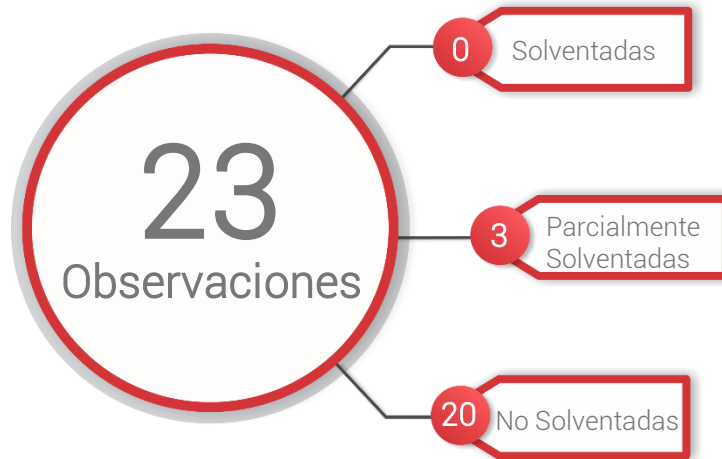 23
Observaciones
0
Solventadas
3
Parcialmente
Solventadas
20
No Solventadas